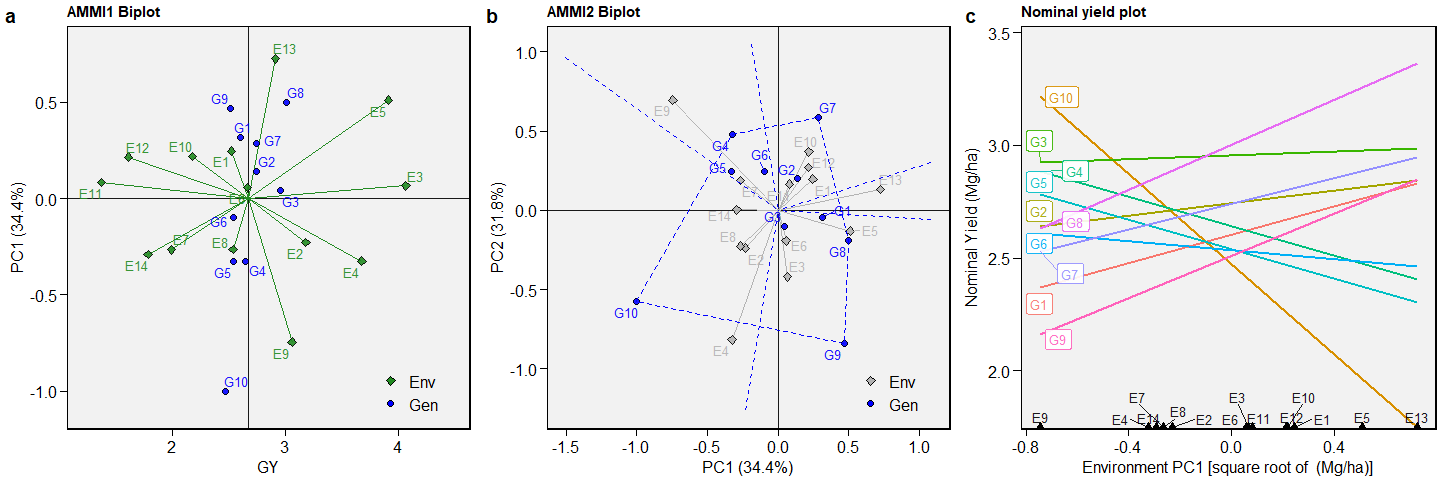 a
AMMI1 Biplot
PC1 (34.4%)
0.5
0.0
-0.5
-1.0
2
3
4
GY
E13
G9
G8
E5
G1
G7
E12
E10
E1
G2
E11
E3
G3
G6
E7
E8
E2
E14
G5
G4
E4
E9
G10
Env
Gen
b
AMMI2 Biplot
PC2 (31.8%)
1.0
0.5
0.0
-0.5
-1.0
-1.5
-0.5
0.0
0.5
1.0
PC1 (34.4%)
E9
G7
G4
G6
E10
G5
G2
E12
E13
E1
E14
G3
G1
E5
E8
E6
G8
E2
E3
G10
E4
G9
Env
Gen
c
Nominal yield plot
Nominal Yield (Mg/ha)
3.5
3.0
2.5
2.0
G10
G3
G4
G5
G2
G8
G6
G7
G1
G9
E7
E3
E10
E9
E4
E14
E8
E2
E6
E11
E12
E1
E5
E13
-0.8
-0.4
0.0
0.4
Environment PC1 [square root of (Mg/ha)]